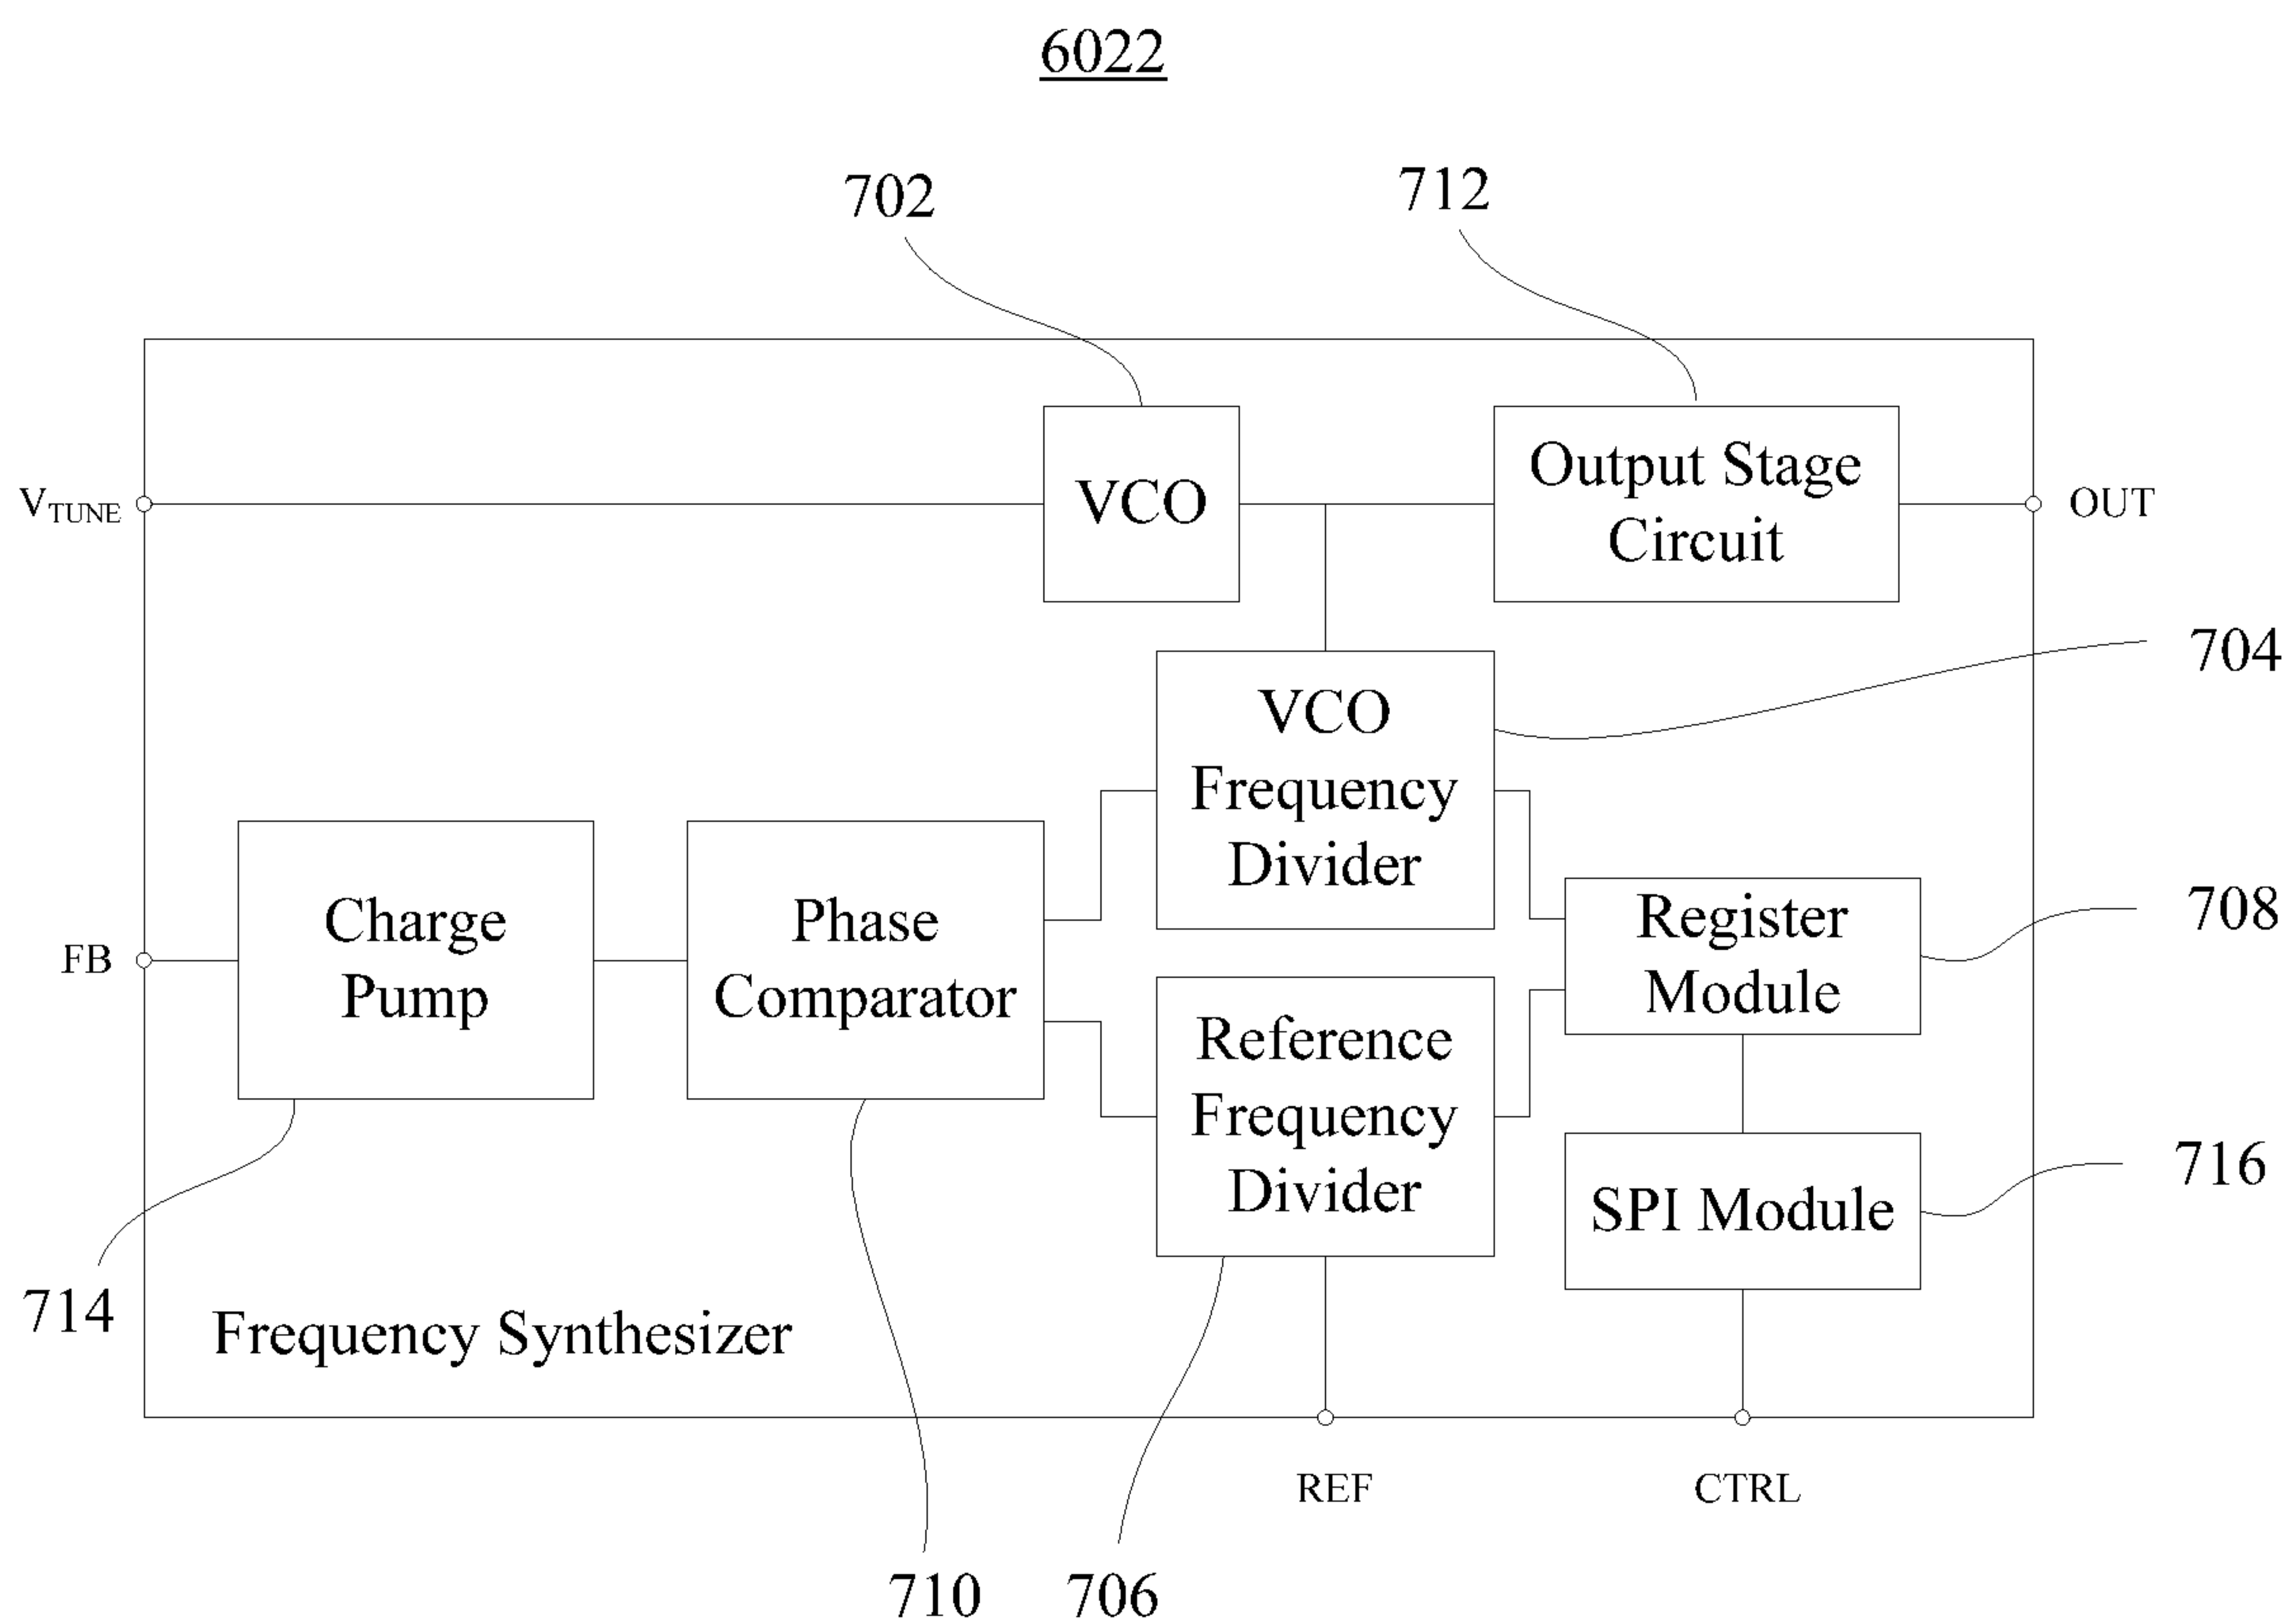 6022
702
712
VCO
Output Stage
Circuit
V_TUNE
OUT
704
VCO
Frequency
Divider
Charge
Pump
Phase
Comparator
Register
Module
708
FB
Reference
Frequency
Divider
SPI Module
716
714
Frequency Synthesizer
REF
CTRL
710
706